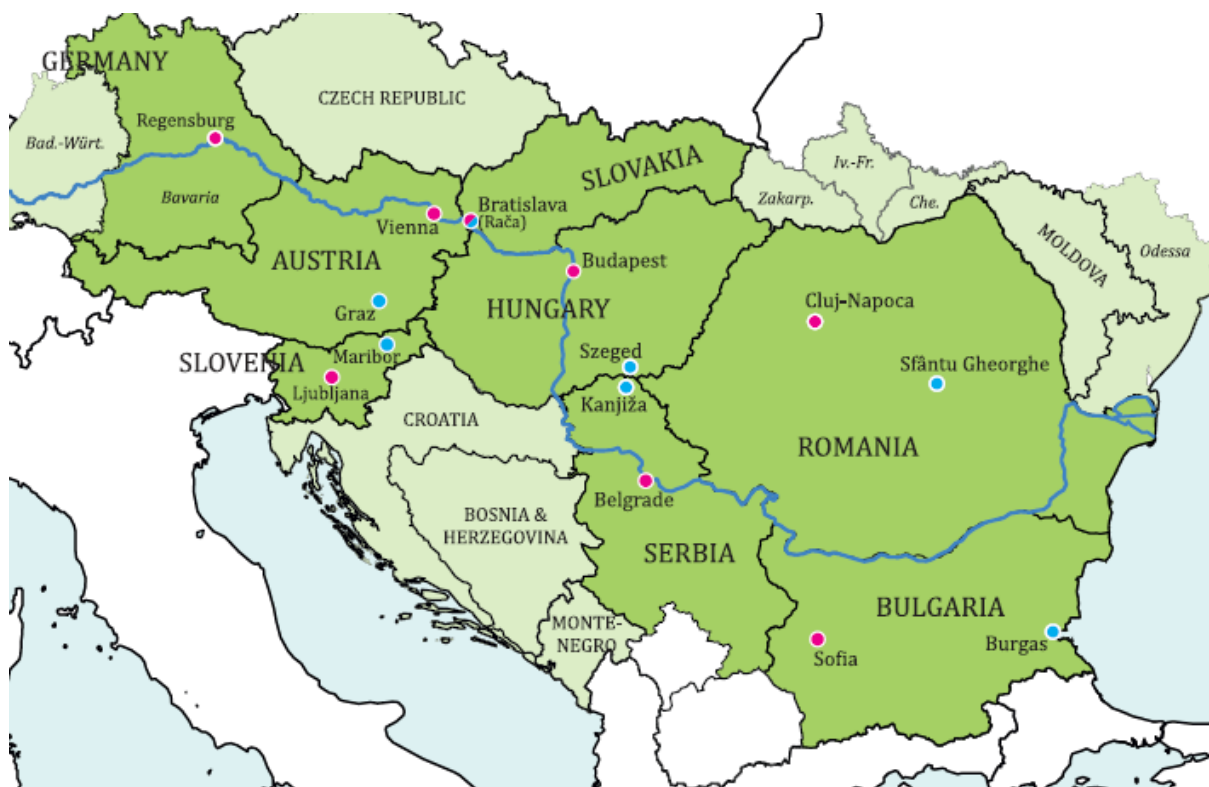 GERMANY
CZECH REPUBLIC
Regensburg
Bad.-Würt.
Bavaria
SLOVAKIA
Iv.-Fr.
Zakarp.
Che.
Vienna
Bratislava
(Rača)
MOLDOVA
Odessa
AUSTRIA
Budapest
HUNGARY
Graz
Cluj-Napoca
SLOVENIA
Maribor
Ljubljana
Szeged
Kanjiža
Sfântu Gheorghe
CROATIA
ROMANIA
Belgrade
BOSNIA &
HERZEGOVINA
SERBIA
BULGARIA
MONTE-
NEGRO
Sofia
Burgas